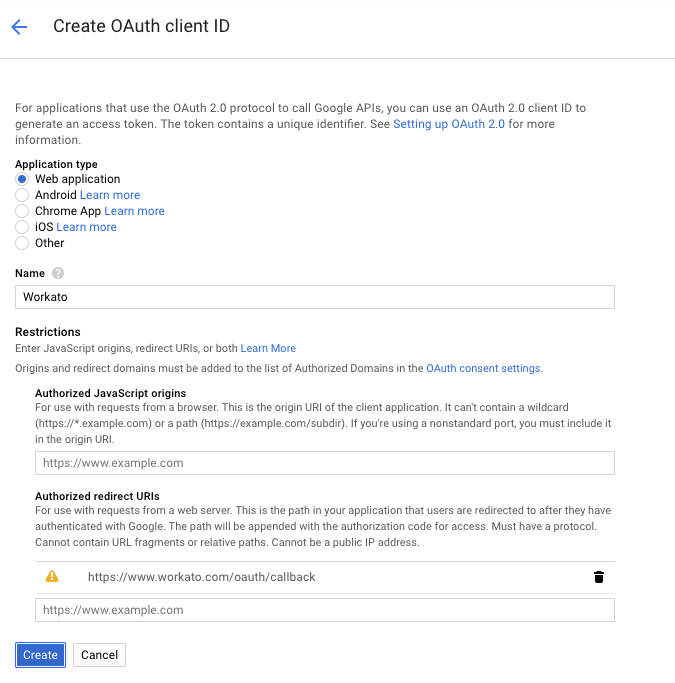 Create OAuth client ID
For applications that use the OAuth 2.0 protocol to call Google APIs, you can use an OAuth 2.0 client ID to
generate an access token. The token contains a unique identifier. See Setting up OAuth 2.0 for more
information.
Application type
Web application
Android Learn more
Chrome App Learn more
iOS Learn more
Other
Name ?
Workato
Restrictions
Enter JavaScript origins, redirect URIs, or both Learn More
Origins and redirect domains must be added to the list of Authorized Domains in the OAuth consent settings.
Authorized JavaScript origins
For use with requests from a browser. This is the origin URI of the client application. It can't contain a wildcard
(https://*.example.com) or a path (https://example.com/subdir). If you're using a nonstandard port, you must include it
in the origin URI.
https://www.example.com
Authorized redirect URIs
For use with requests from a web server. This is the path in your application that users are redirected to after they have
authenticated with Google. The path will be appended with the authorization code for access. Must have a protocol.
Cannot contain URL fragments or relative paths. Cannot be a public IP address.
https://www.workato.com/oauth/callback
https://www.example.com
Create Cancel